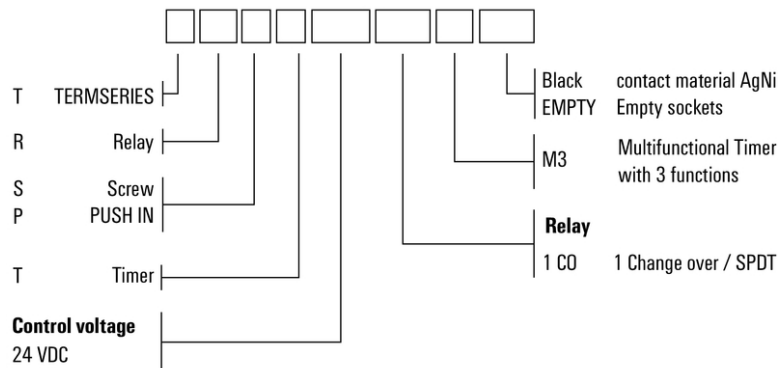 T TERMSERIES
R Relay
S Screw
P PUSH IN
T Timer
Control voltage
24 VDC
Black contact material AgNi
EMPTY Empty sockets
M3 Multifunctional Timer
with 3 functions
Relay
1 CO 1 Change over / SPDT